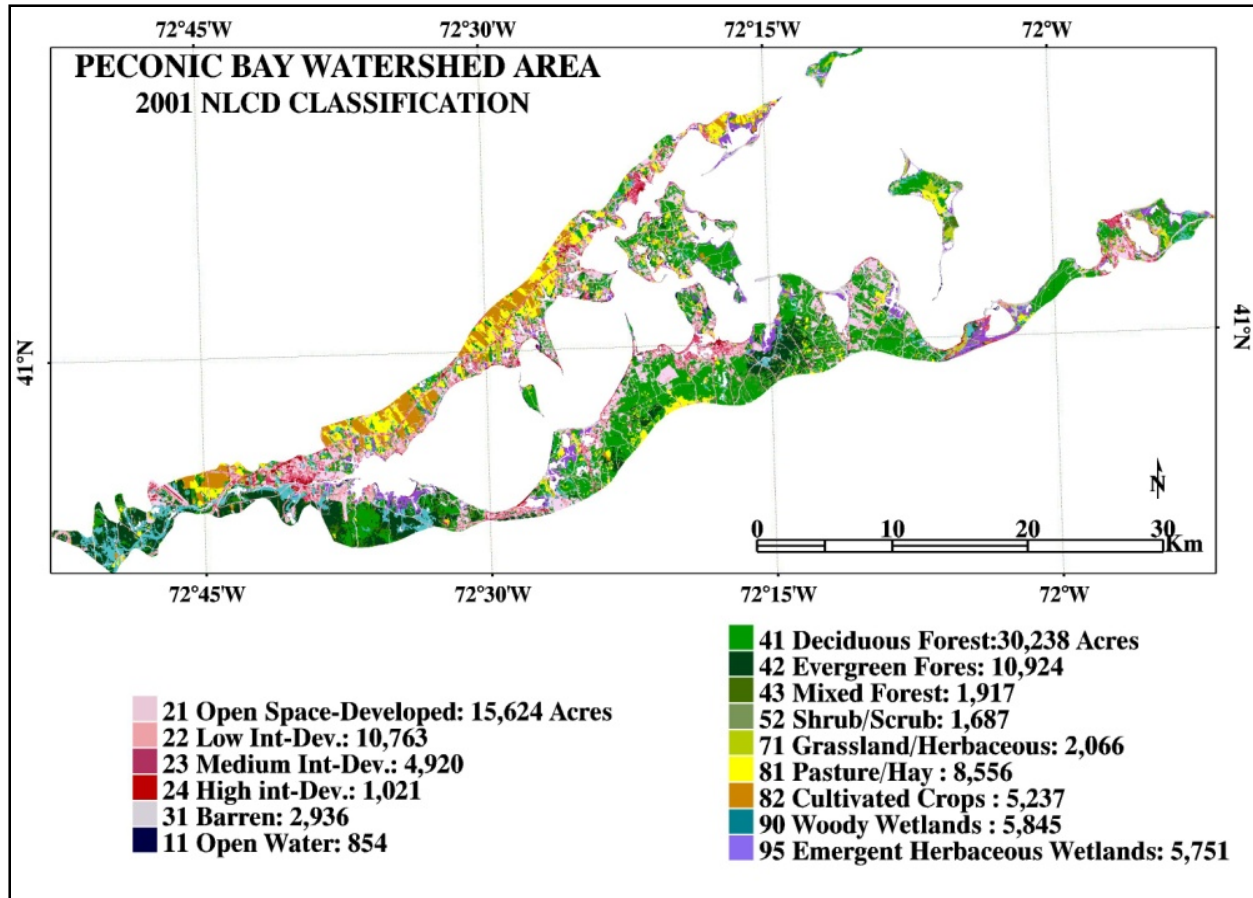 72°45'W 72°30'W 72°15'W 72°W
PECONIC BAY WATERSHED AREA
2001 NLCD CLASSIFICATION
41°N
41°N
N
0 10 20 30
Km
72°45'W 72°30'W 72°15'W 72°W
21 Open Space-Developed: 15,624 Acres
22 Low Int-Dev.: 10,763
23 Medium Int-Dev.: 4,920
24 High int-Dev.: 1,021
31 Barren: 2,936
11 Open Water: 854
41 Deciduous Forest:30,238 Acres
42 Evergreen Fores: 10,924
43 Mixed Forest: 1,917
52 Shrub/Scrub: 1,687
71 Grassland/Herbaceous: 2,066
81 Pasture/Hay : 8,556
82 Cultivated Crops : 5,237
90 Woody Wetlands : 5,845
95 Emergent Herbaceous Wetlands: 5,751